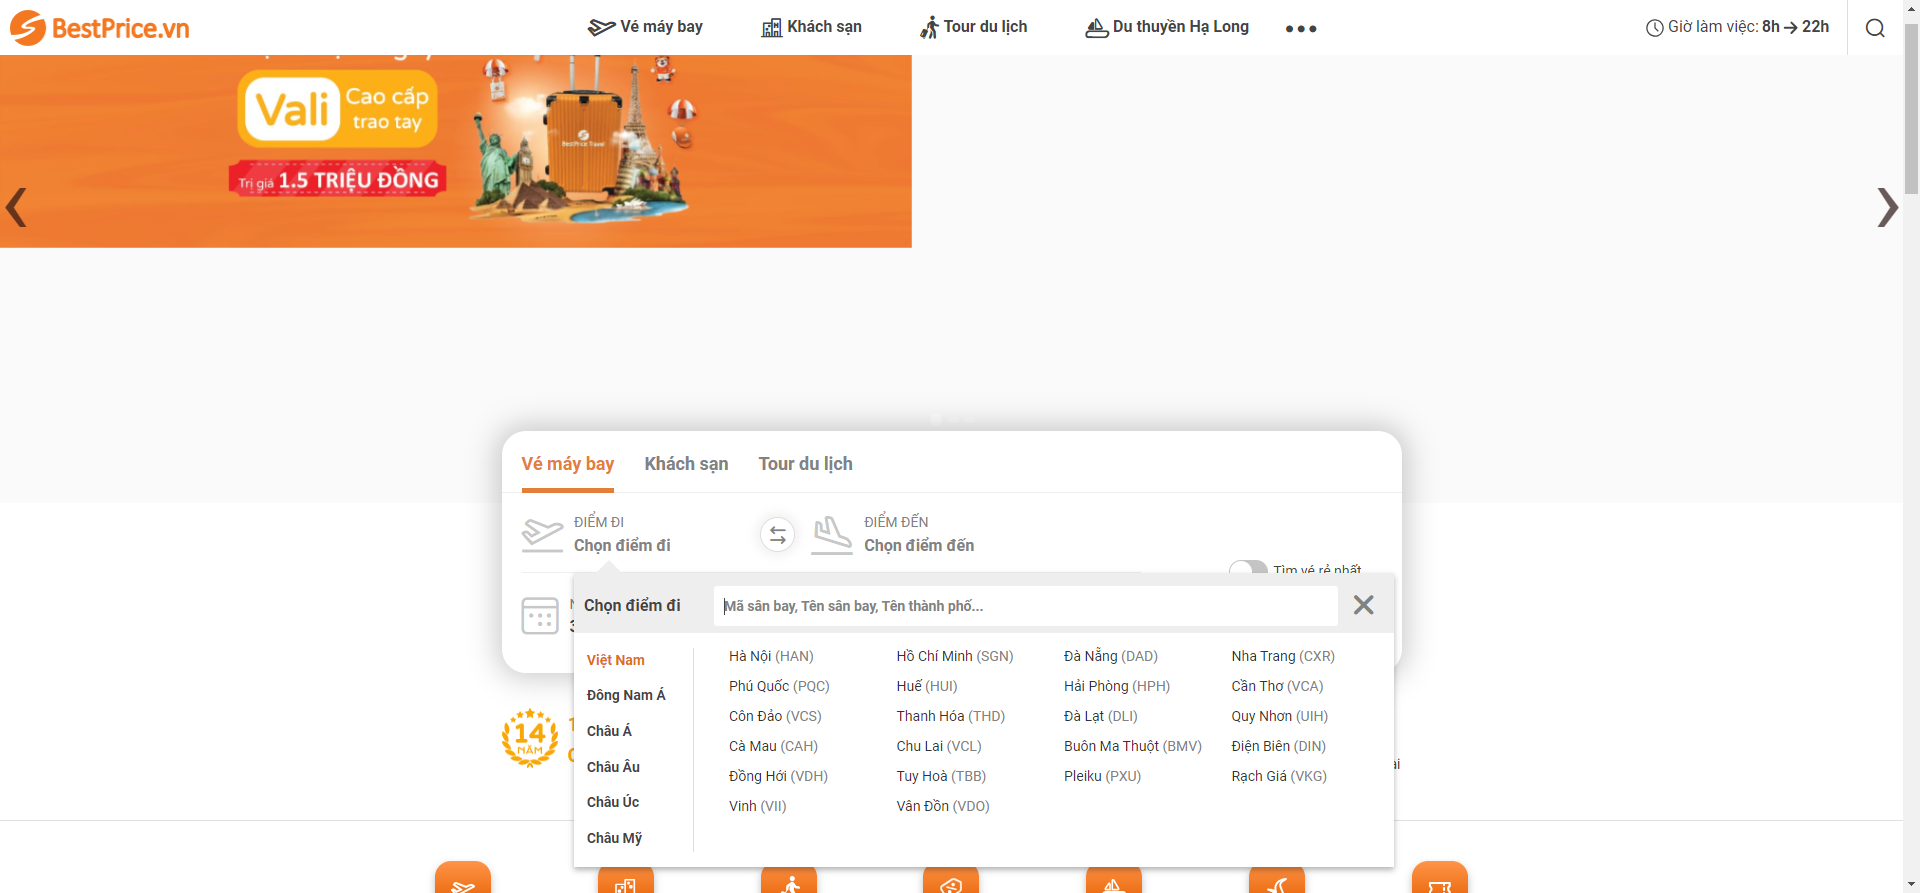 BestPrice.vn
Vé máy bay
Khách sạn
Tour du lịch
Du thuyền Hạ Long
Giờ làm việc: 8h → 22h
Vali Cao cấp trao tay
Trị giá 1.5 TRIỆU ĐỒNG
BestPrice Travel
Vé máy bay
Khách sạn
Tour du lịch
ĐIỂM ĐI
Chọn điểm đi
ĐIỂM ĐẾN
Chọn điểm đến
Tìm vé rẻ nhất
Chọn điểm đi
Mã sân bay, Tên sân bay, Tên thành phố...
Việt Nam
Đông Nam Á
Châu Á
Châu Âu
Châu Úc
Châu Mỹ
Hà Nội (HAN)
Hồ Chí Minh (SGN)
Đà Nẵng (DAD)
Nha Trang (CXR)
Phú Quốc (PQC)
Huế (HUI)
Hải Phòng (HPH)
Cần Thơ (VCA)
Côn Đảo (VCS)
Thanh Hóa (THD)
Đà Lạt (DLI)
Quy Nhơn (UIH)
Cà Mau (CAH)
Chu Lai (VCL)
Buôn Ma Thuột (BMV)
Điện Biên (DIN)
Đồng Hới (VDH)
Tuy Hoà (TBB)
Pleiku (PXU)
Rạch Giá (VKG)
Vinh (VII)
Vân Đồn (VDO)
14
NĂM